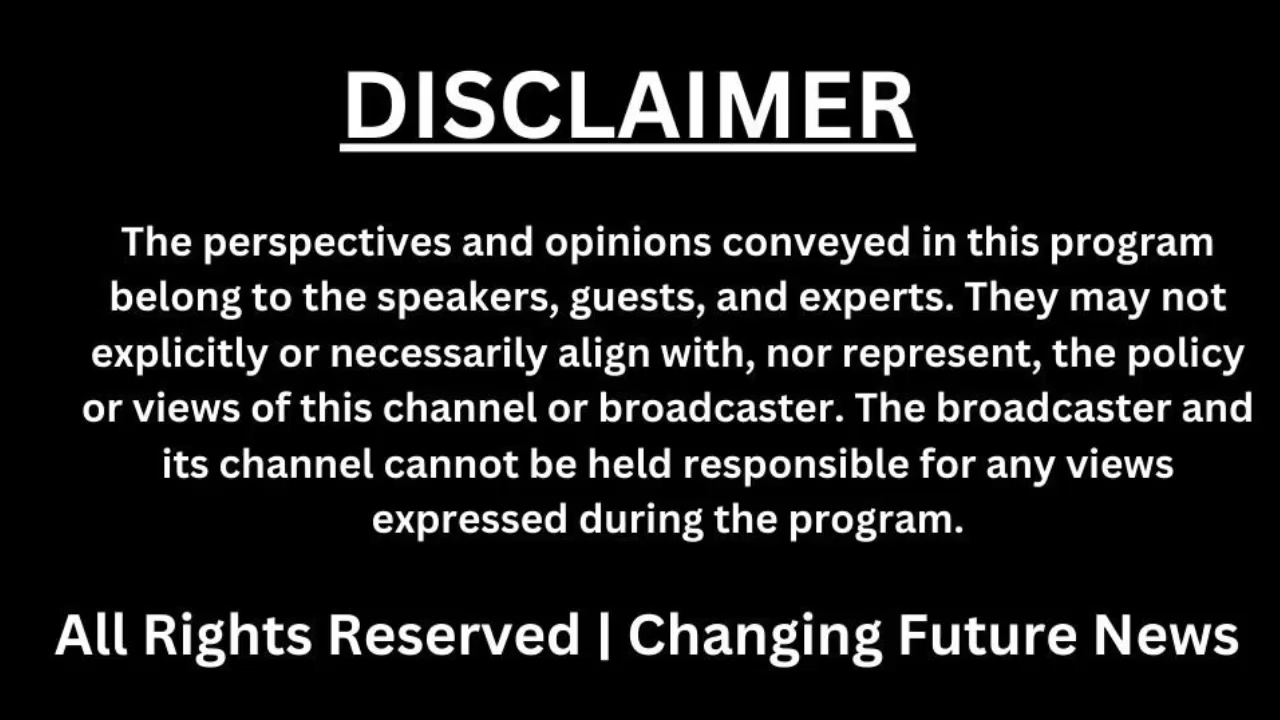 DISCLAIMER
The perspectives and opinions conveyed in this program
belong to the speakers, guests, and experts. They may not
explicitly or necessarily align with, nor represent, the policy
or views of this channel or broadcaster. The broadcaster and
its channel cannot be held responsible for any views
expressed during the program.
All Rights Reserved | Changing Future News